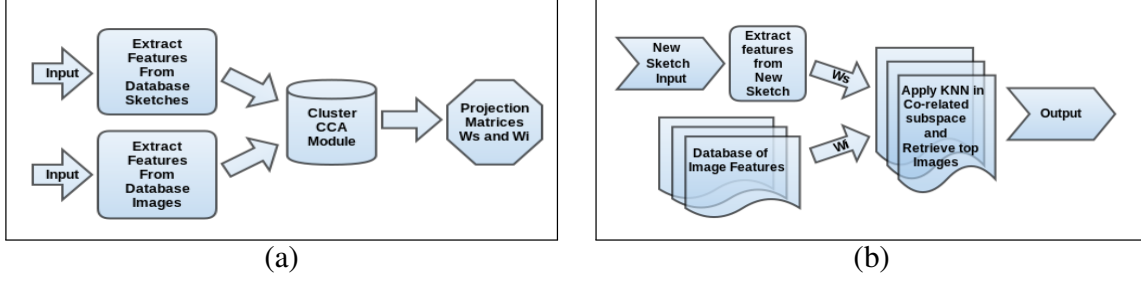 Input
Extract
Features
From
Database
Sketches
Input
Extract
Features
From
Database
Images
Cluster
CCA
Module
Projection
Matrices
Ws and Wi
(a)
New
Sketch
Input
Extract
features
from
New
Sketch
Ws
Database of
Image Features
Wi
Apply KNN in
Co-related
subspace
and
Retrieve top
Images
Output
(b)